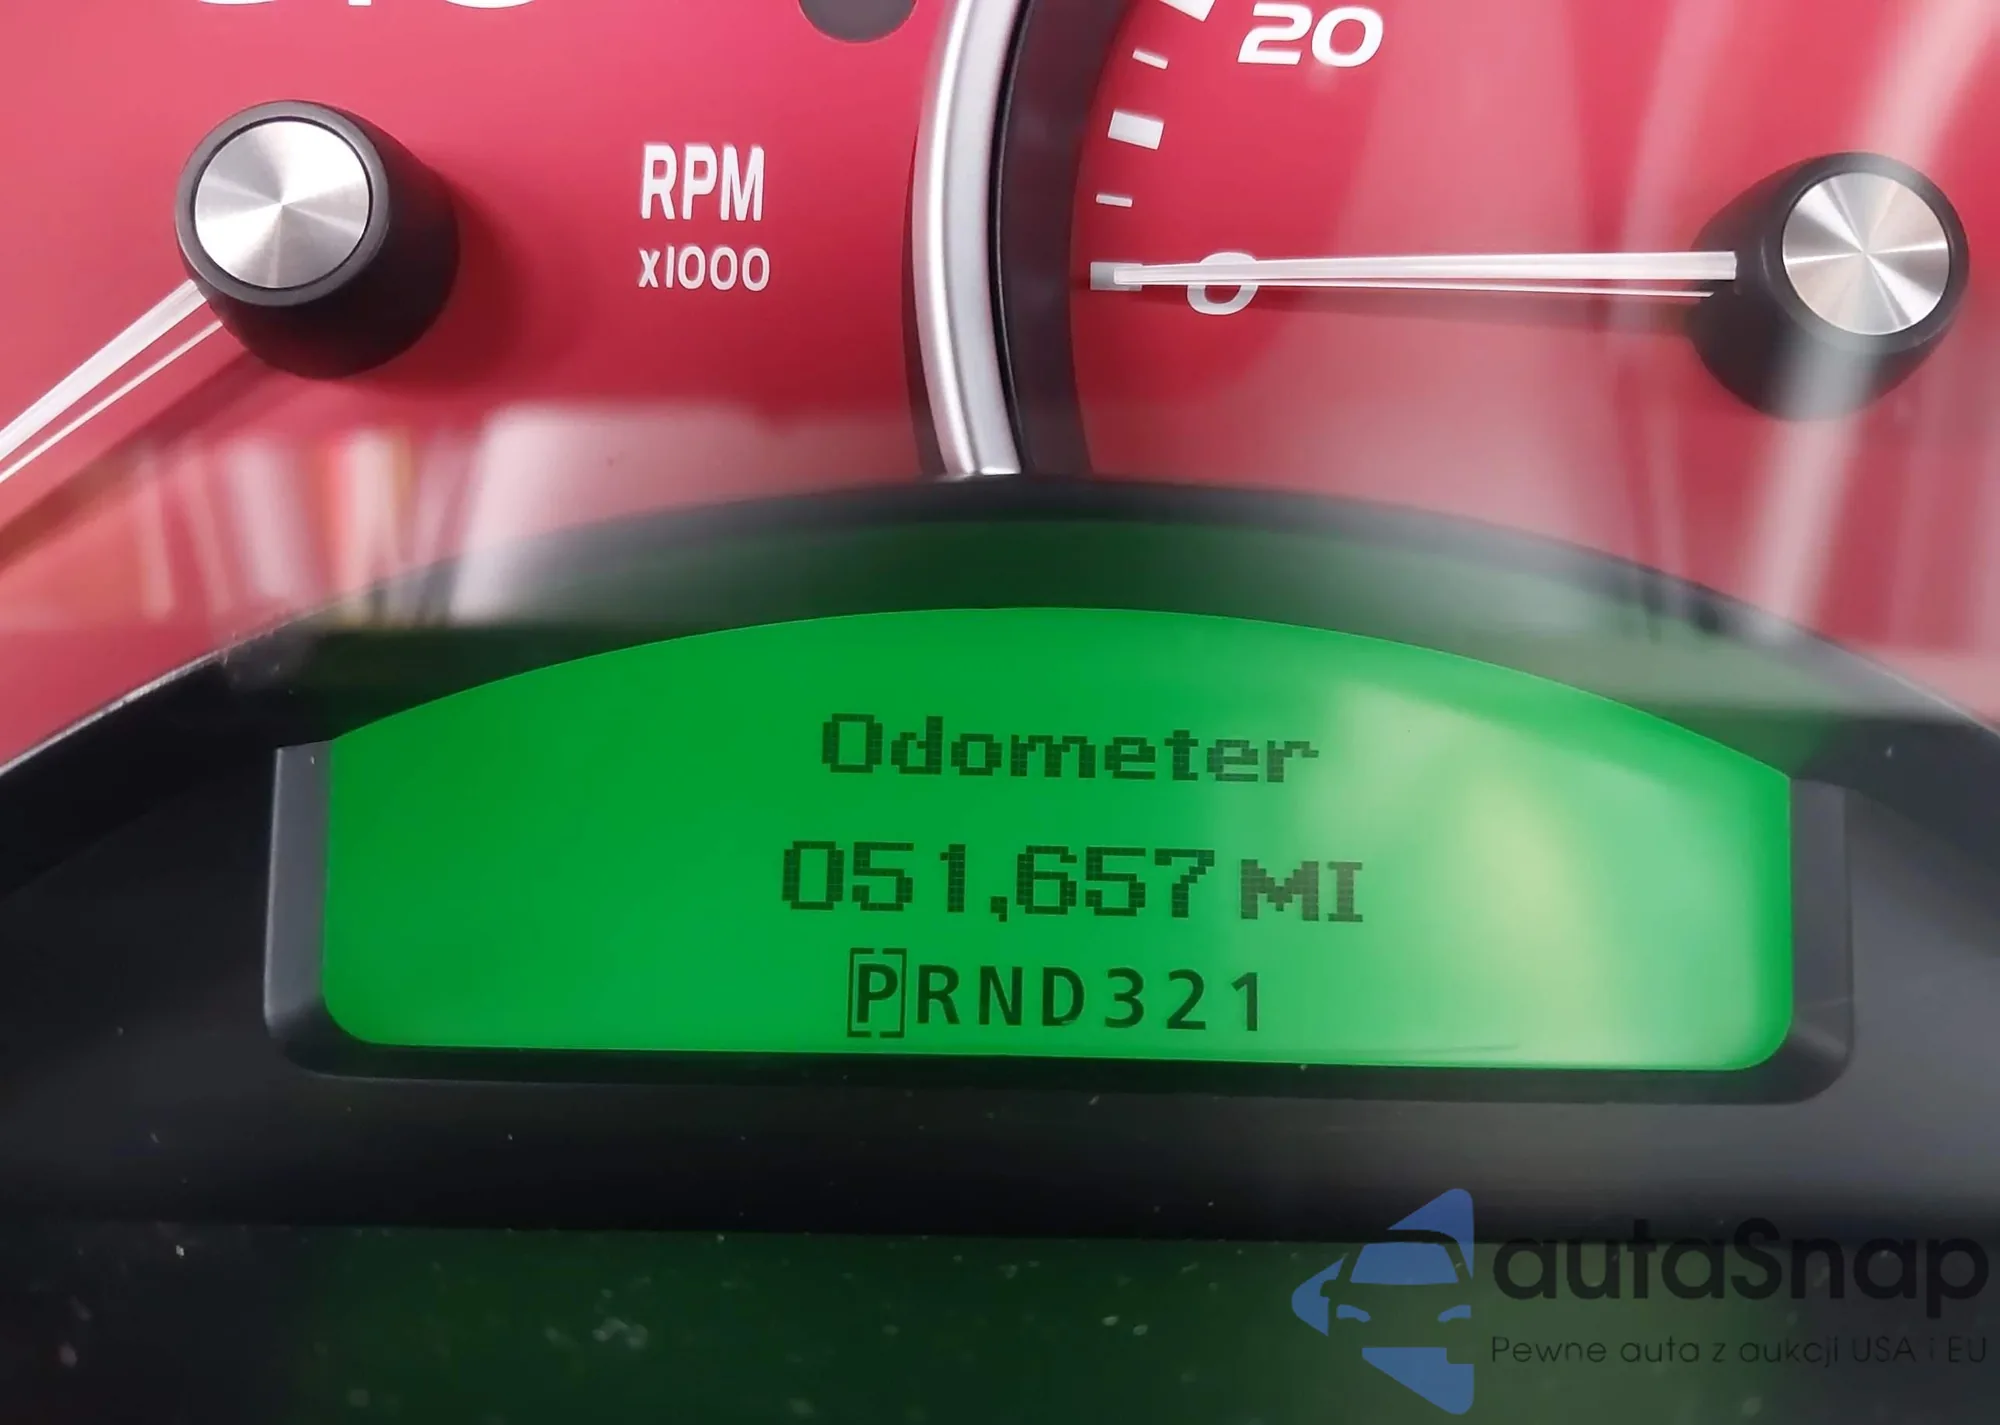 20
RPM
x1000
0
Odometer
051,657 MI
PRND321
autaSnap
Pewne auta z aukcji USA i EU